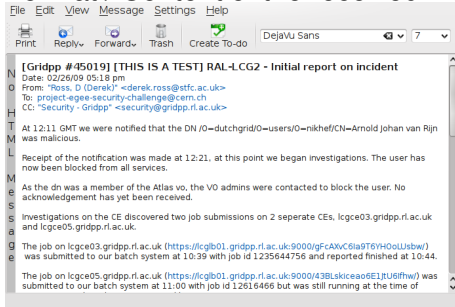 File Edit View Message Settings Help
Print Reply Forward Trash Create To-do DejaVu Sans 7
[Gridpp #45019] [THIS IS A TEST] RAL-LCG2 - Initial report on incident
Date: 02/26/09 05:18 pm
From: "Ross, D (Derek)" <derek.ross@stfc.ac.uk>
To: project-egee-security-challenge@cern.ch
CC: "Security - Gridpp" <security@gridpp.rl.ac.uk>
At 12:11 GMT we were notified that the DN /O=dutchgrid/O=users/O=nikhef/CN=Arnold Johan van Rijn
was malicious.
Receipt of the notification was made at 12:21, at this point we began investigations. The user has
now been blocked from all services.
As the dn was a member of the Atlas vo, the VO admins were contacted to block the user. No
acknowledgement has yet been received.
Investigations on the CE discovered two job submissions on 2 seperate CEs, lcgce03.gridpp.rl.ac.uk
and lcgce05.gridpp.rl.ac.uk.
The job on lcgce03.gridpp.rl.ac.uk (https://lcglb01.gridpp.rl.ac.uk:9000/gFcAXvC6Ia9T6YHOoLUsbw/)
was submitted to our batch system at 10:39 with job id 1235644756 and reported finished at 10:44.
The job on lcgce05.gridpp.rl.ac.uk (https://lcglb01.gridpp.rl.ac.uk:9000/43BLskiceao6E1JtU6Ifhw/) was
submitted to our batch system at 11:00 with job id 12616466 but was still running at the time of
No HTML Message